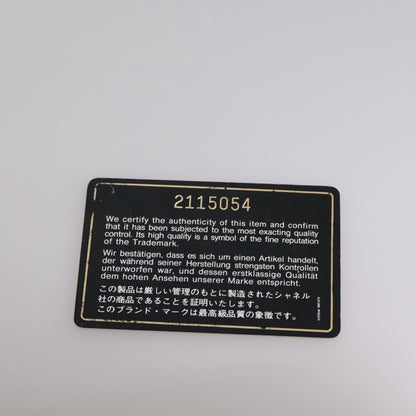 2115054
We certify the authenticity of this item and confirm
that it has been subjected to the most exacting quality
control. Its high quality is a symbol of the fine reputation
of the Trademark.
Wir bestätigen, dass es sich um einen Artikel handelt,
der während seiner Herstellung strengsten Kontrollen
unterworfen war, und dessen erstklassige Qualität
dem hohen Ansehen unserer Marke entspricht.
この製品は厳しい管理のもとに製造されたシャネル
社の商品であることを証明いたします。
このブランド・マークは最高級品質の象徴です。